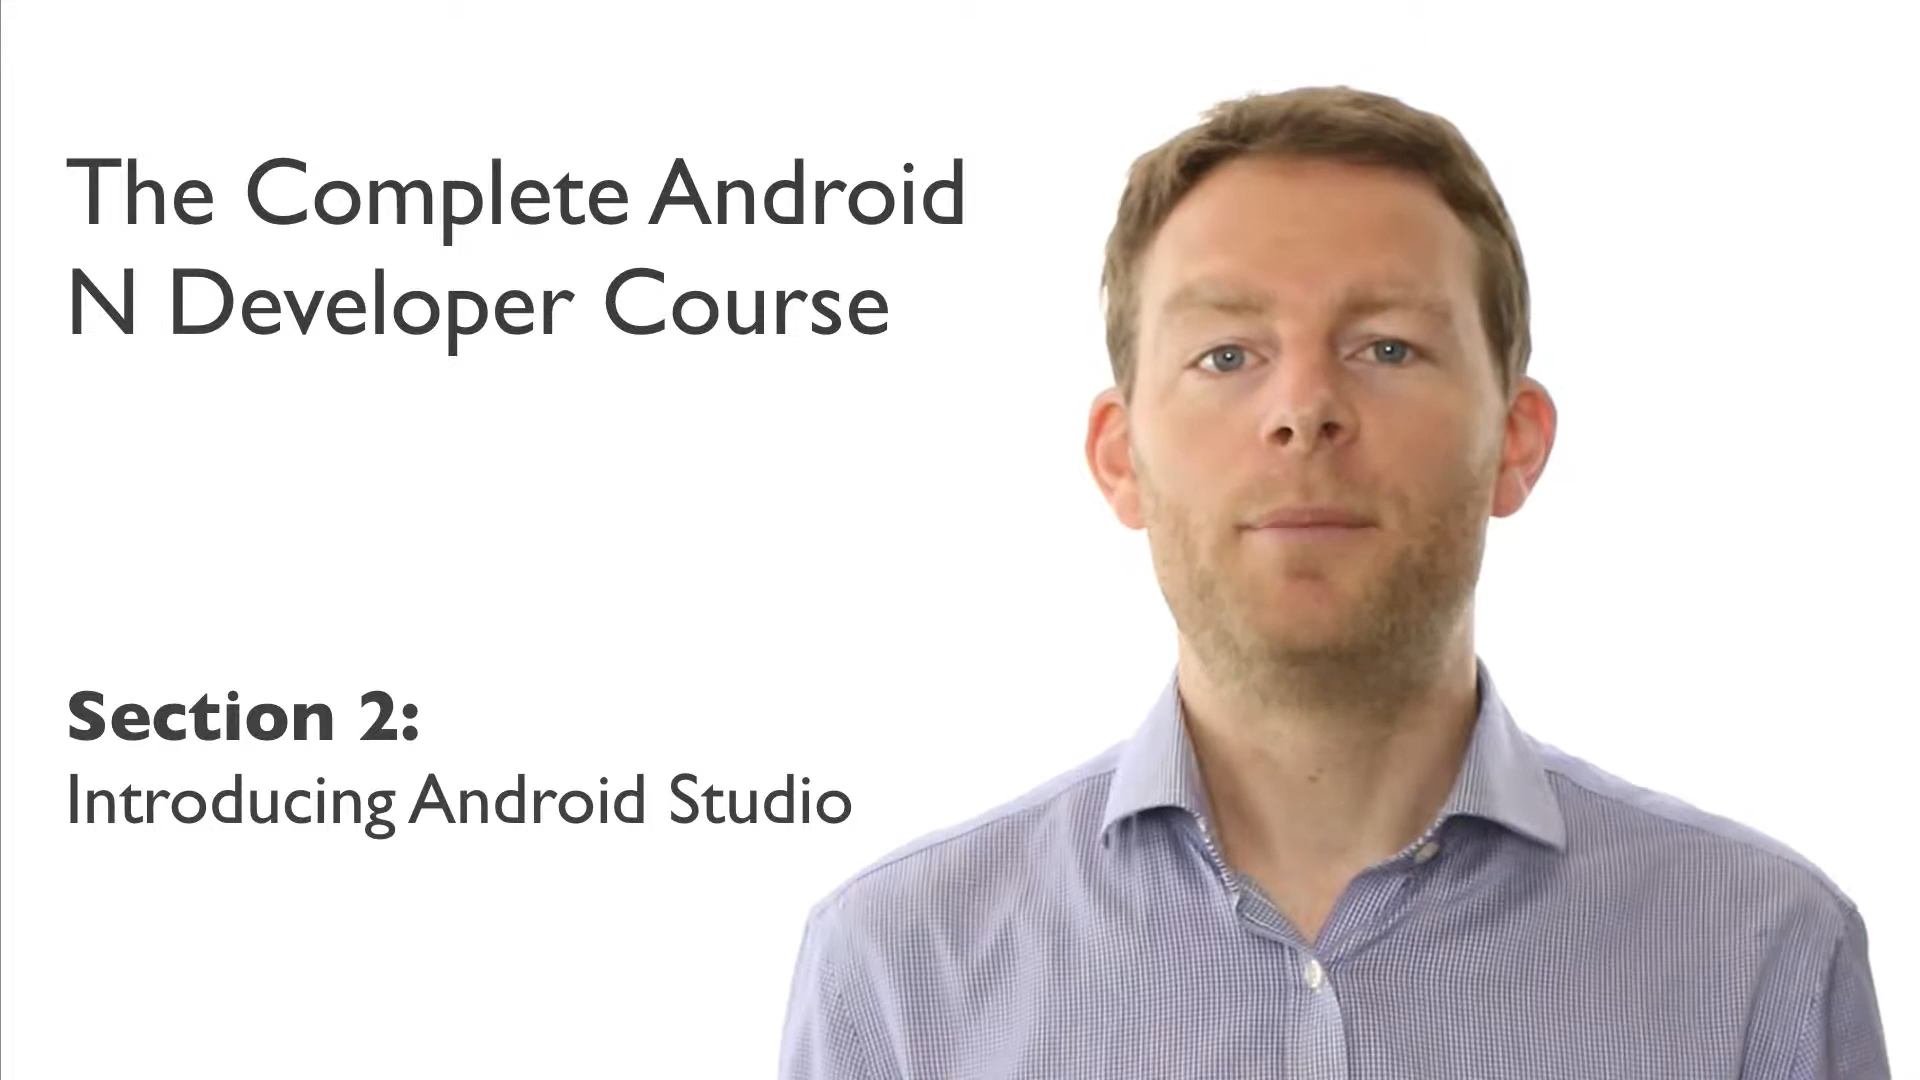 The Complete Android
N Developer Course
Section 2:
Introducing Android Studio